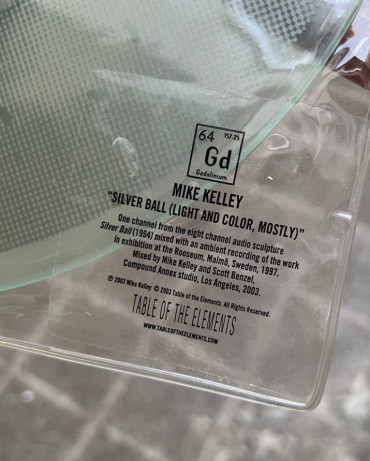 64 157.25
Gd
Gadolinium
MIKE KELLEY
"SILVER BALL (LIGHT AND COLOR, MOSTLY)"
One channel from the eight channel audio sculpture
Silver Ball (1994) mixed with an ambient recording of the work
in exhibition at the Rooseum, Malmö, Sweden, 1997.
Mixed by Mike Kelley and Scott Benzel,
Compound Annex studio, Los Angeles, 2003.
℗ 2003 Mike Kelley © 2003 Table of the Elements. All Rights Reserved.
TABLE OF THE ELEMENTS
WWW.TABLEOFTHEELEMENTS.COM